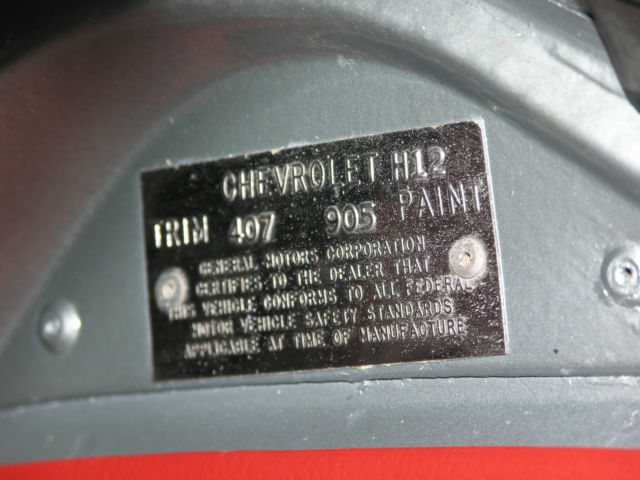 CHEVROLET H12
TRIM 407 905 PAINT
GENERAL MOTORS CORPORATION
CERTIFIES TO THE DEALER THAT
THIS VEHICLE CONFORMS TO ALL FEDERAL
MOTOR VEHICLE SAFETY STANDARDS
APPLICABLE AT TIME OF MANUFACTURE